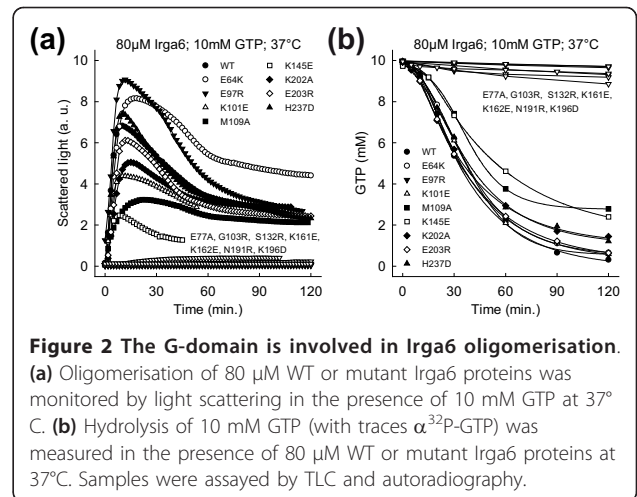 (a)
80µM Irga6; 10mM GTP; 37°C
WT
E64K
E97R
K101E
M109A
K145E
K202A
E203R
H237D
10
8
6
4
2
0
Scattered light (a. u.)
E77A, G103R, S132R, K161E,
K162E, N191R, K196D
0 30 60 90 120
Time (min.)
(b)
80µM Irga6; 10mM GTP; 37°C
10
8
6
4
2
0
GTP (mM)
E77A, G103R, S132R, K161E,
K162E, N191R, K196D
WT
E64K
E97R
K101E
M109A
K145E
K202A
E203R
H237D
0 30 60 90 120
Time (min.)
Figure 2 The G-domain is involved in Irga6 oligomerisation.
(a) Oligomerisation of 80 µM WT or mutant Irga6 proteins was
monitored by light scattering in the presence of 10 mM GTP at 37°
C. (b) Hydrolysis of 10 mM GTP (with traces α³²P-GTP) was
measured in the presence of 80 µM WT or mutant Irga6 proteins at
37°C. Samples were assayed by TLC and autoradiography.